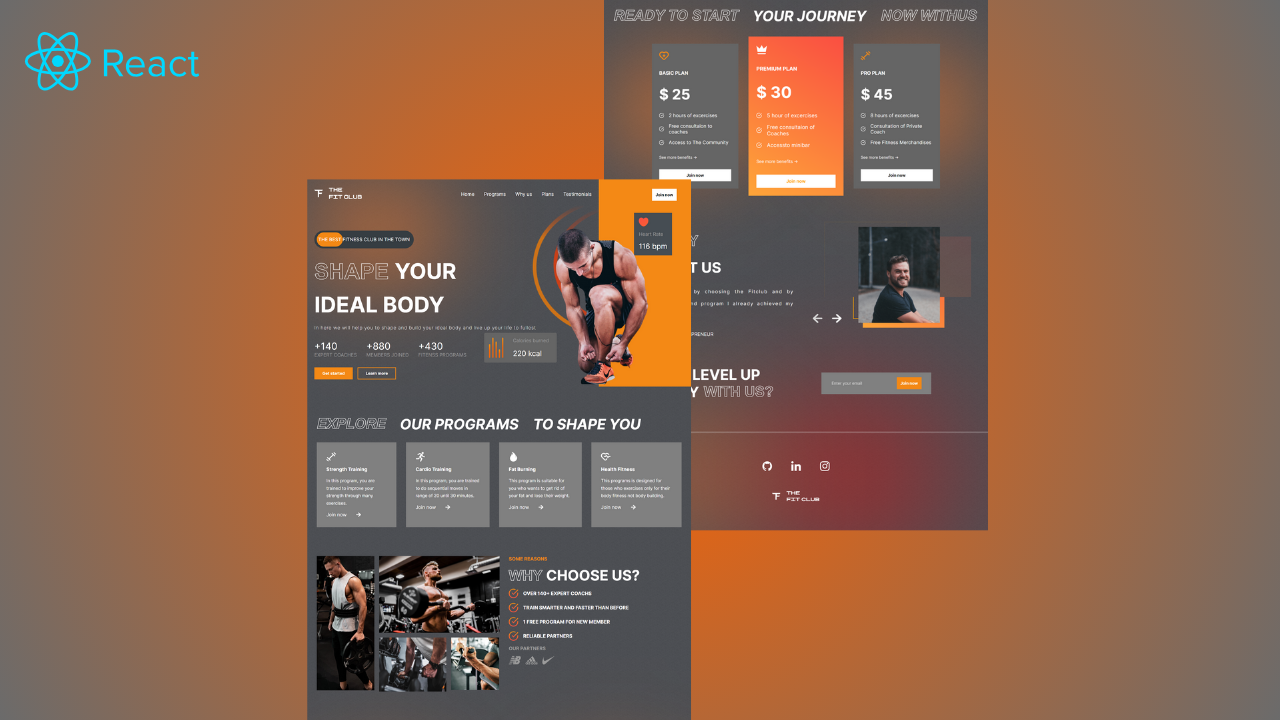 React
READY TO START YOUR JOURNEY NOW WITHUS
BASIC PLAN
$ 25
2 hours of excercises
Free consultaion to
coaches
Access to The Community
See more benefits →
Join now
PREMIUM PLAN
$ 30
5 hour of excercises
Free consultaion of
Coaches
Accessto minibar
See more benefits →
Join now
PRO PLAN
$ 45
8 hours of excercises
Consultation of Private
Coach
Free Fitness Merchandises
See more benefits →
Join now
THE
FIT CLUB
Home Programs Why us Plans Testimonials
Join now
THE BEST FITNESS CLUB IN THE TOWN
SHAPE YOUR
IDEAL BODY
In here we will help you to shape and build your ideal body and live up your life to fullest
+140
EXPERT COACHES
+880
MEMBERS JOINED
+430
FITNESS PROGRAMS
Get started
Learn more
Heart Rate
116 bpm
Calories burned
220 kcal
EXPLORE OUR PROGRAMS TO SHAPE YOU
Strength Training
In this program, you are
trained to improve your
strength through many
exercises.
Join now
Cardio Training
In this program, you are trained
to do sequential moves in
range of 20 until 30 minutes.
Join now
Fat Burning
This program is suitable for
you who wants to get rid of
your fat and lose their weight.
Join now
Health Fitness
This programs is designed for
those who exercises only for their
body fitness not body building.
Join now
SOME REASONS
WHY CHOOSE US?
OVER 140+ EXPERT COACHS
TRAIN SMARTER AND FASTER THAN BEFORE
1 FREE PROGRAM FOR NEW MEMBER
RELIABLE PARTNERS
OUR PARTNERS
NB
Y
T US
by choosing the Fitclub and by
nd program I already achieved my
PRENEUR
LEVEL UP
Y WITH US?
Enter your email
Join now
THE
FIT CLUB